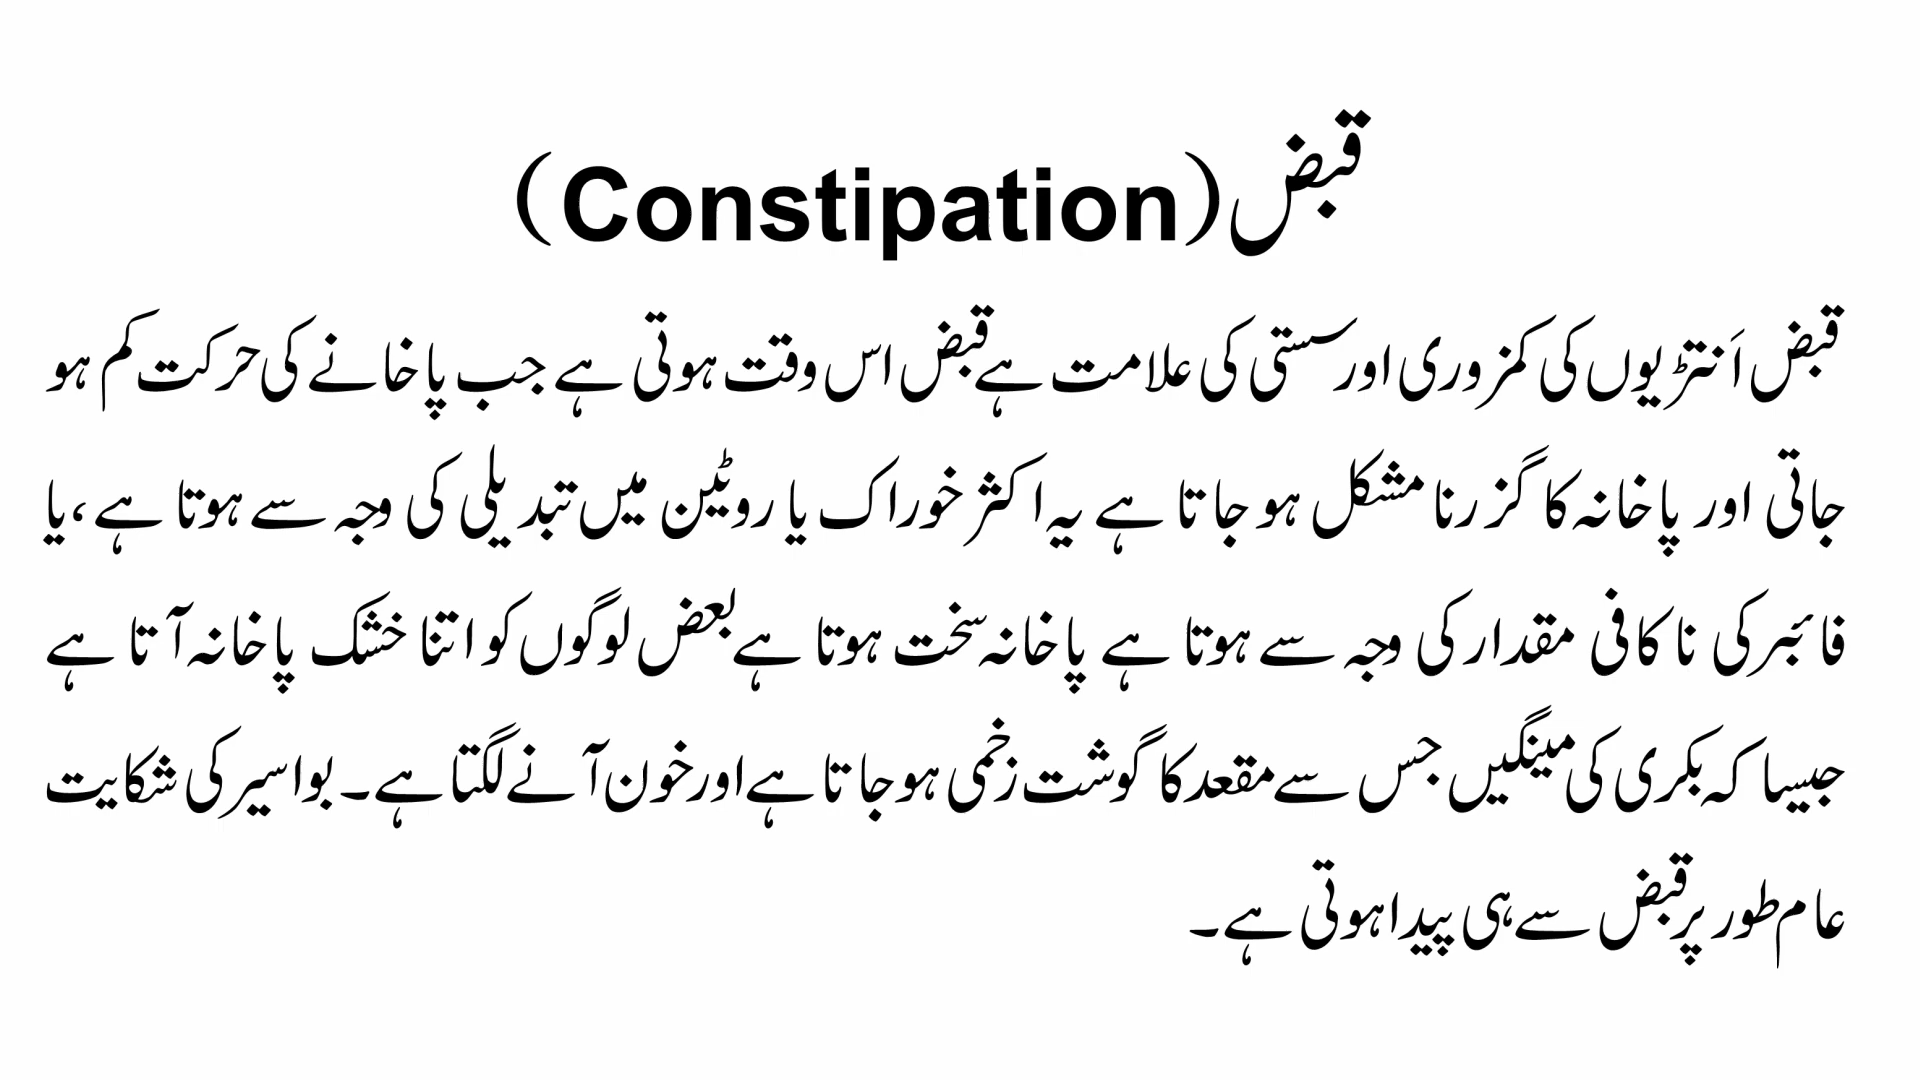 قبض (Constipation)
قبض اَنتڑیوں کی کمزوری اور سستی کی علامت ہے قبض اس وقت ہوتی ہے جب پاخانے کی حرکت کم ہو
جاتی اور پاخانہ کا گزرنا مشکل ہو جاتا ہے یہ اکثر خوراک یا روٹین میں تبدیلی کی وجہ سے ہوتا ہے، یا
فائبر کی ناکافی مقدار کی وجہ سے ہوتا ہے پاخانہ سخت ہوتا ہے بعض لوگوں کو اتنا خشک پاخانہ آتا ہے
جیسا کہ بکری کی مینگیں جس سے مقعد کا گوشت زخمی ہو جاتا ہے اور خون آنے لگتا ہے۔ بواسیر کی شکایت
عام طور پر قبض سے ہی پیدا ہوتی ہے۔